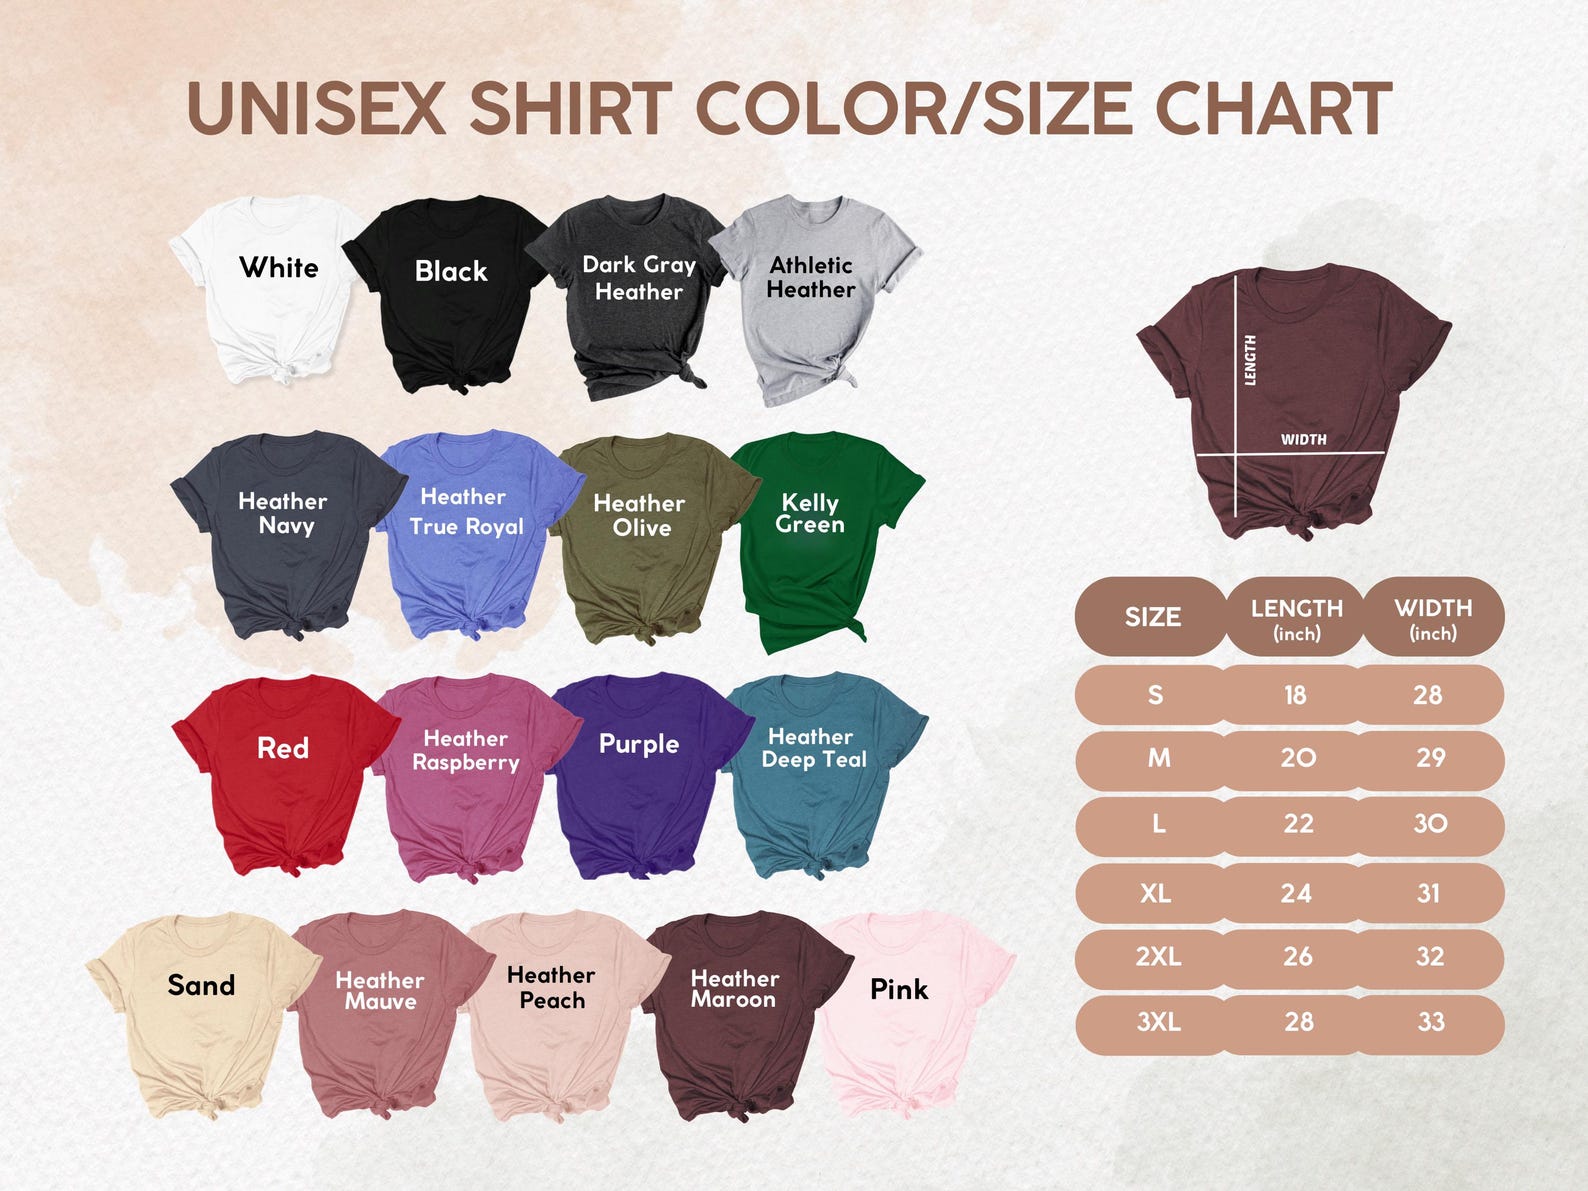 UNISEX SHIRT COLOR/SIZE CHART
White
Black
Dark Gray
Heather
Athletic
Heather
Heather
Navy
Heather
True Royal
Heather
Olive
Kelly
Green
Red
Heather
Raspberry
Purple
Heather
Deep Teal
Sand
Heather
Mauve
Heather
Peach
Heather
Maroon
Pink
LENGTH
WIDTH
SIZE LENGTH (inch) WIDTH (inch)
S 18 28
M 20 29
L 22 30
XL 24 31
2XL 26 32
3XL 28 33